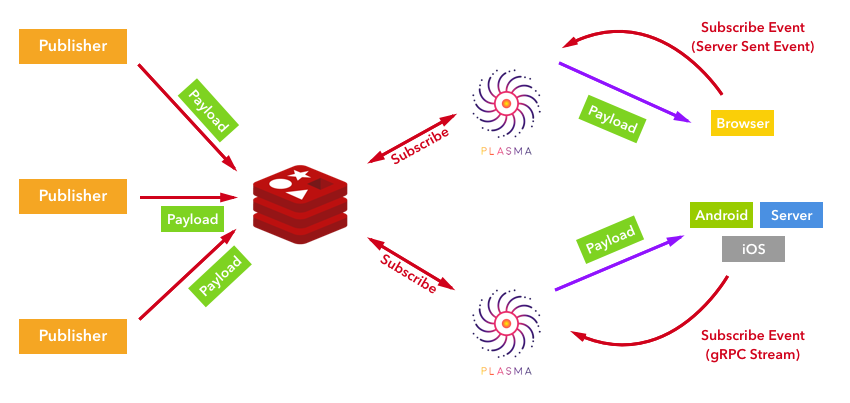 Publisher
Payload
Publisher
Payload
Payload
Publisher
Subscribe
Subscribe
PLASMA
PLASMA
Subscribe Event
(Server Sent Event)
Payload
Browser
Payload
Android
Server
iOS
Subscribe Event
(gRPC Stream)